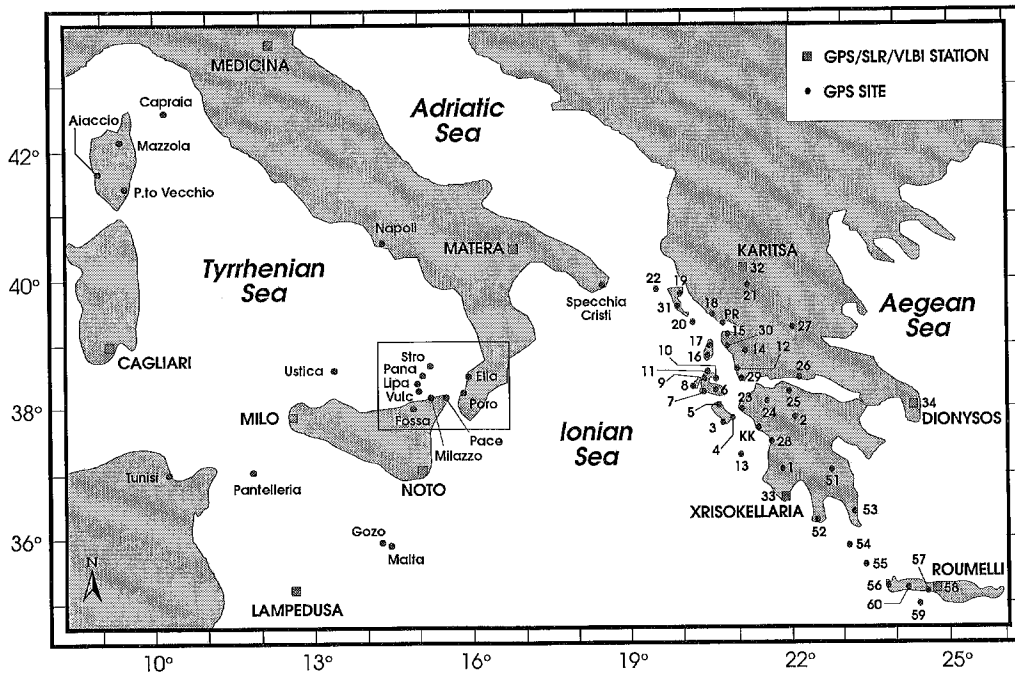 GPS/SLR/VLBI STATION
GPS SITE
MEDICINA
Adriatic
Sea
Capraia
Aiaccio
Mazzola
P.to Vecchio
42°
Napoli
MATERA
KARITSA
32
Tyrrhenian
Sea
40°
Specchia
Cristi
22
19
21
Aegean
Sea
31
18
PR
20
15
30
27
17
14
12
16
CAGLIARI
Stro
Pana
Lipa
Vulc
Ustica
Ella
10
11
9
29
26
8
6
7
38°
MILO
Fossa
Poro
Pace
Milazzo
Ionian
Sea
5
23
24
25
2
34
DIONYSOS
3
4
KK
28
13
Tunisi
Pantelleria
NOTO
1
51
33
XRISOKELLARIA
52
53
36°
Gozo
Malta
54
55
57
ROUMELLI
56
58
60
59
N
LAMPEDUSA
10°
13°
16°
19°
22°
25°